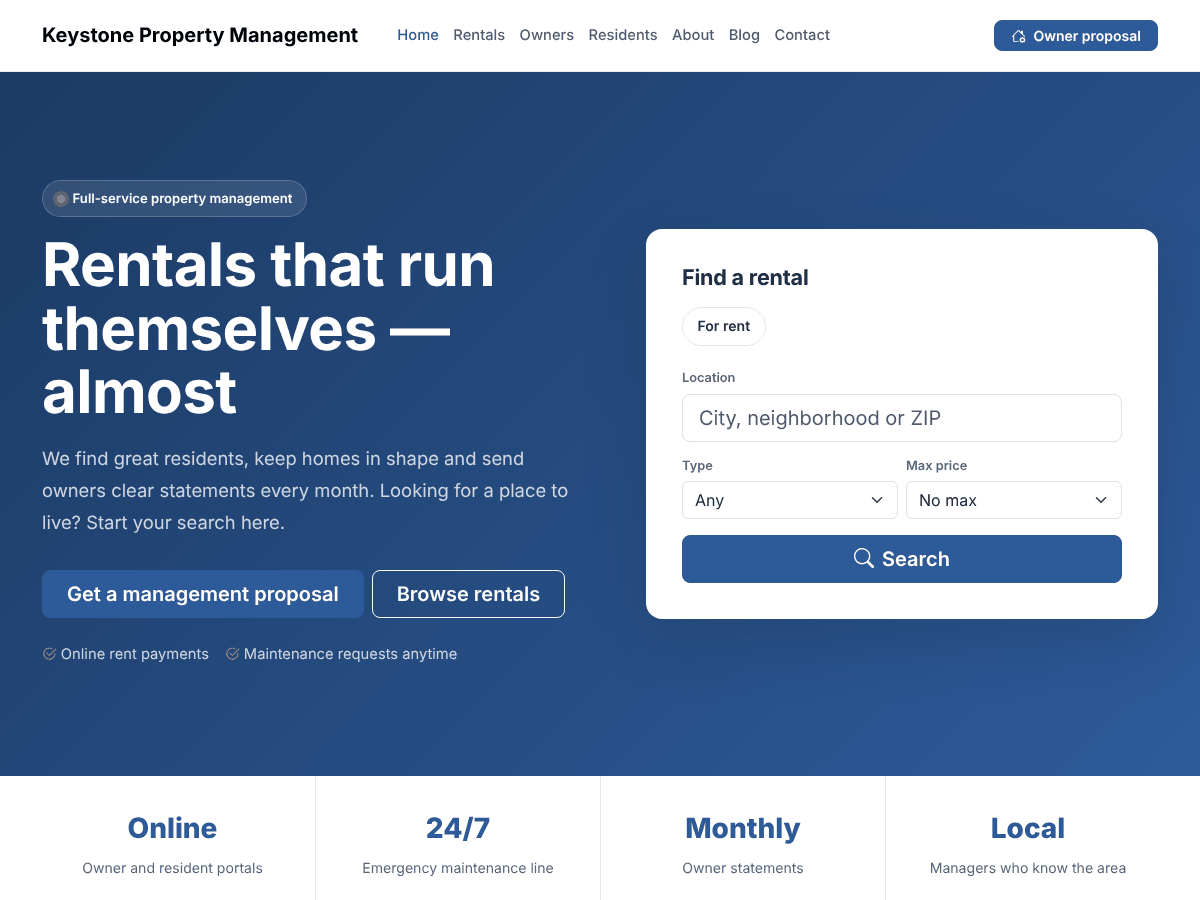 Keystone Property Management
Home Rentals Owners Residents About Blog Contact
Owner proposal
Full-service property management
Rentals that run
themselves —
almost
We find great residents, keep homes in shape and send
owners clear statements every month. Looking for a place to
live? Start your search here.
Get a management proposal
Browse rentals
Online rent payments
Maintenance requests anytime
Find a rental
For rent
Location
City, neighborhood or ZIP
Type
Max price
Any
No max
Search
Online
Owner and resident portals
24/7
Emergency maintenance line
Monthly
Owner statements
Local
Managers who know the area